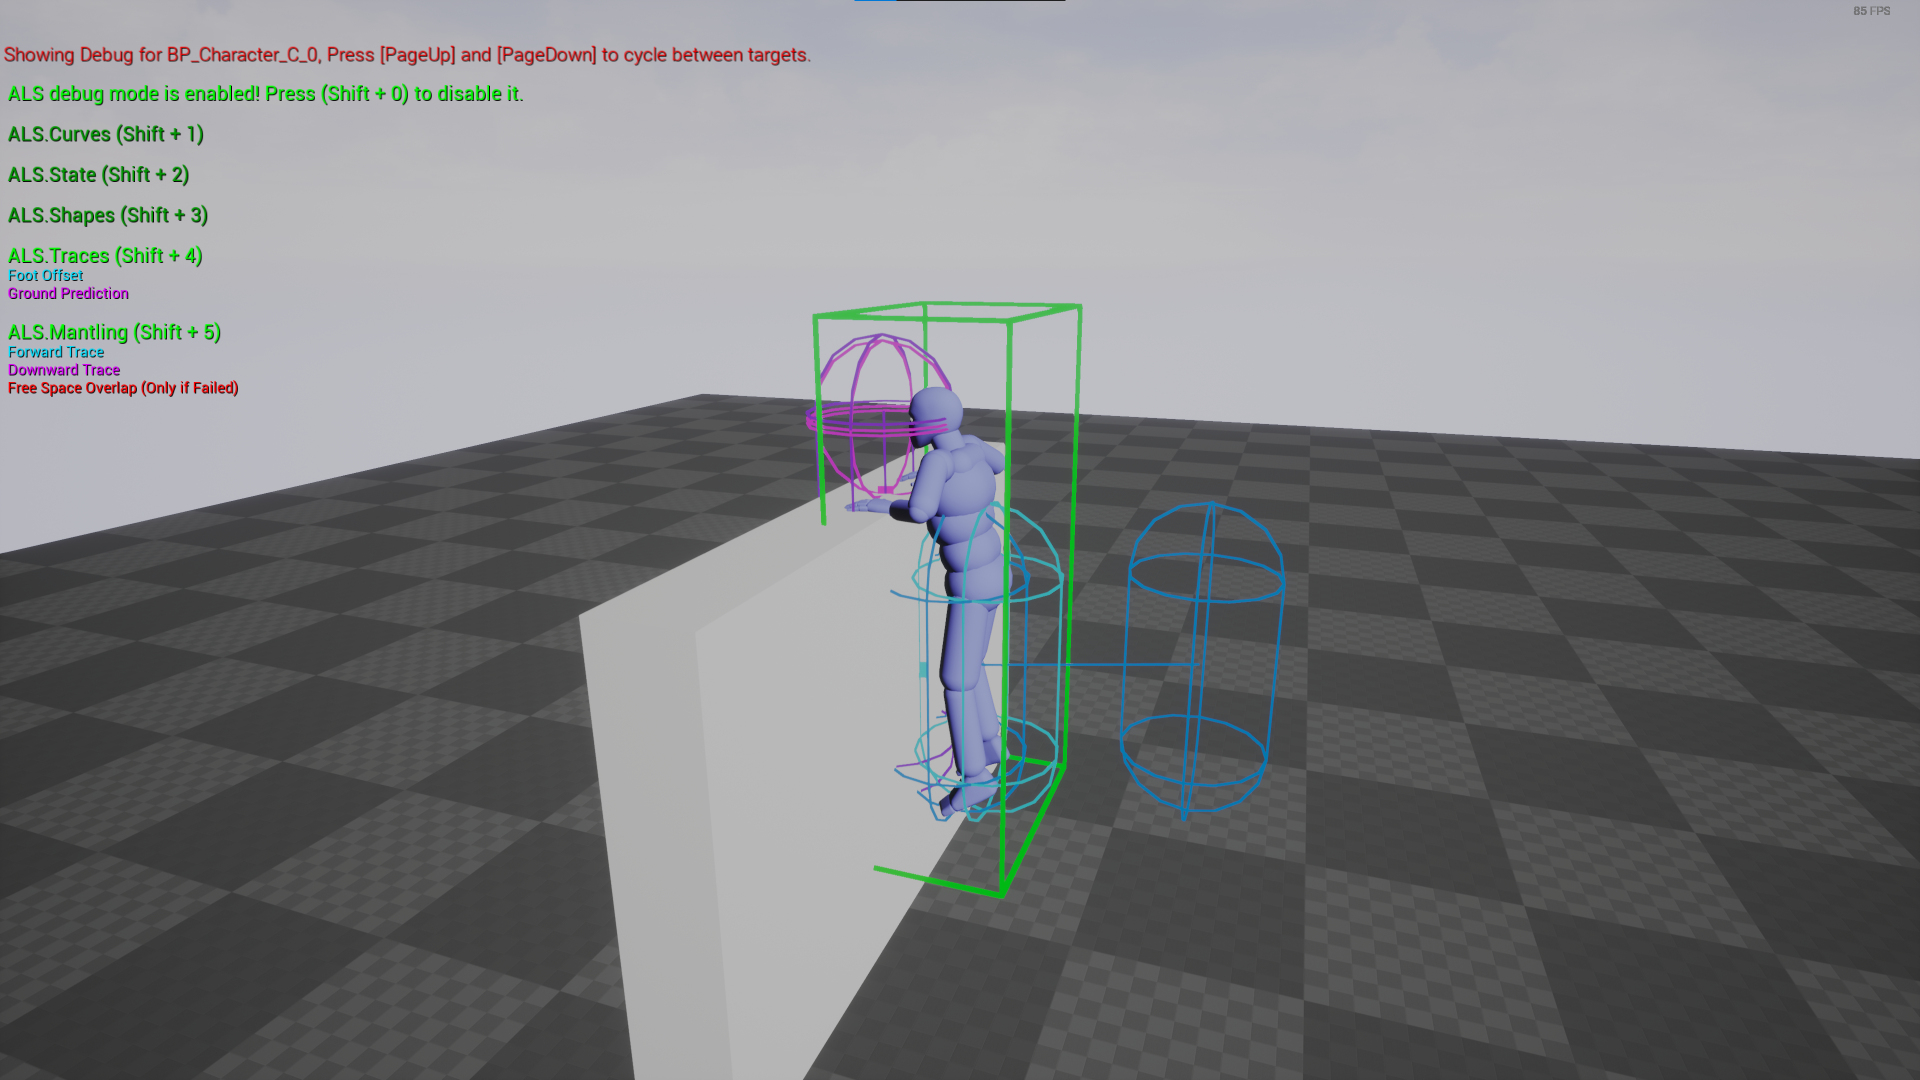 85 FPS
Showing Debug for BP_Character_C_0, Press [PageUp] and [PageDown] to cycle between targets.
ALS debug mode is enabled! Press (Shift + 0) to disable it.
ALS.Curves (Shift + 1)
ALS.State (Shift + 2)
ALS.Shapes (Shift + 3)
ALS.Traces (Shift + 4)
Foot Offset
Ground Prediction
ALS.Mantling (Shift + 5)
Forward Trace
Downward Trace
Free Space Overlap (Only if Failed)